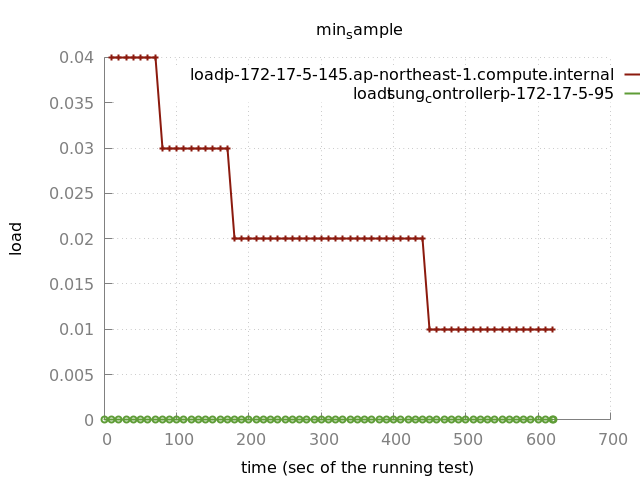 min_sample
0.04
loadip-172-17-5-145.ap-northeast-1.compute.internal
loadtsung_controllerip-172-17-5-95
0.035
0.03
0.025
0.02
0.015
0.01
0.005
0
load
0 100 200 300 400 500 600 700
time (sec of the running test)